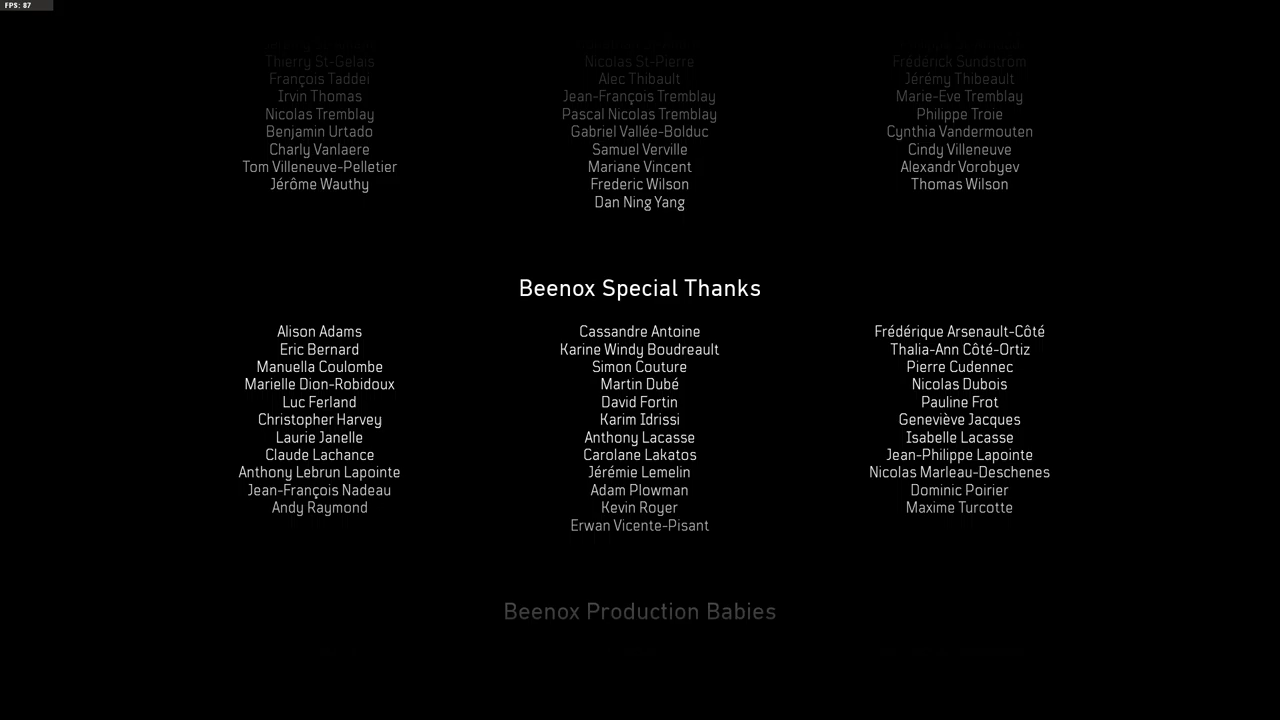 FPS: 87
Thierry St-Gelais Nicolas St-Pierre Frédérick Sundstrom
François Taddei Alec Thibault Jérémy Thibeault
Irvin Thomas Jean-François Tremblay Marie-Eve Tremblay
Nicolas Tremblay Pascal Nicolas Tremblay Philippe Troie
Benjamin Urtado Gabriel Vallée-Bolduc Cynthia Vandermouten
Charly Vanlaere Samuel Verville Cindy Villeneuve
Tom Villeneuve-Pelletier Mariane Vincent Alexandr Vorobyev
Jérôme Wauthy Frederic Wilson Thomas Wilson
Dan Ning Yang
Beenox Special Thanks
Alison Adams Cassandre Antoine Frédérique Arsenault-Côté
Eric Bernard Karine Windy Boudreault Thalia-Ann Côté-Ortiz
Manuella Coulombe Simon Couture Pierre Cudennec
Marielle Dion-Robidoux Martin Dubé Nicolas Dubois
Luc Ferland David Fortin Pauline Frot
Christopher Harvey Karim Idrissi Geneviève Jacques
Laurie Janelle Anthony Lacasse Isabelle Lacasse
Claude Lachance Carolane Lakatos Jean-Philippe Lapointe
Anthony Lebrun Lapointe Jérémie Lemelin Nicolas Marleau-Deschenes
Jean-François Nadeau Adam Plowman Dominic Poirier
Andy Raymond Kevin Royer Maxime Turcotte
Erwan Vicente-Pisant
Beenox Production Babies